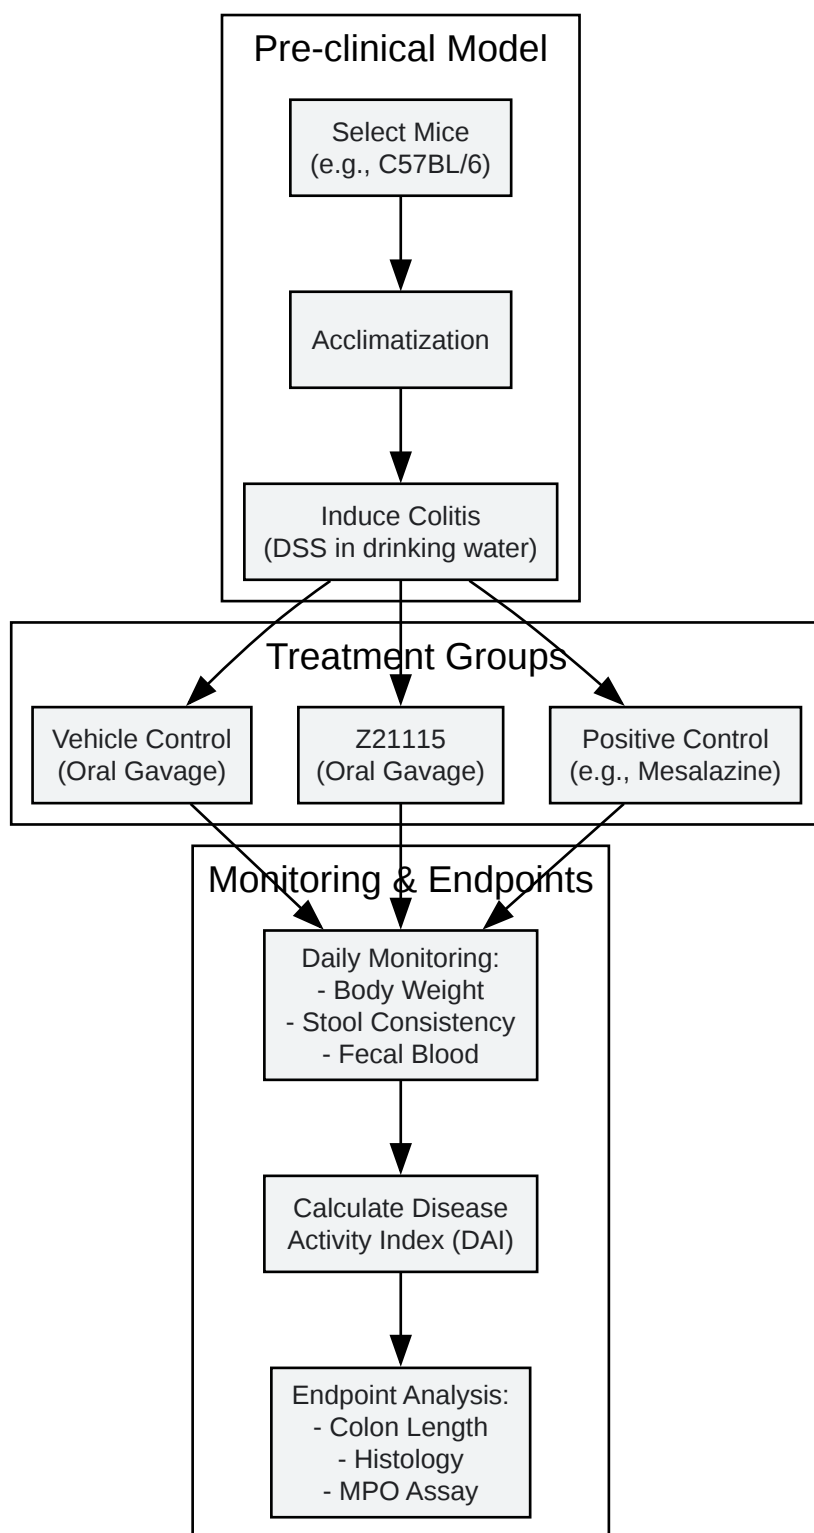 Pre-clinical Model
Select Mice
(e.g., C57BL/6)
Acclimatization
Induce Colitis
(DSS in drinking water)
Treatment Groups
Vehicle Control
(Oral Gavage)
Z21115
(Oral Gavage)
Positive Control
(e.g., Mesalazine)
Monitoring & Endpoints
Daily Monitoring:
- Body Weight
- Stool Consistency
- Fecal Blood
Calculate Disease
Activity Index (DAI)
Endpoint Analysis:
- Colon Length
- Histology
- MPO Assay